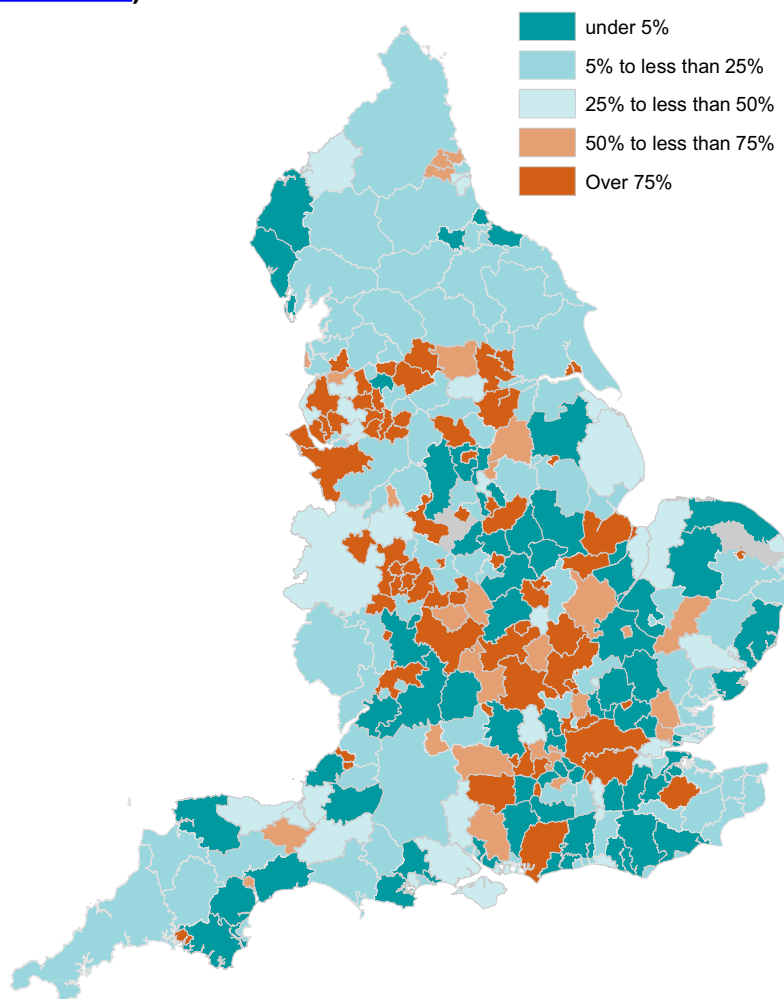 under 5%
5% to less than 25%
25% to less than 50%
50% to less than 75%
Over 75%